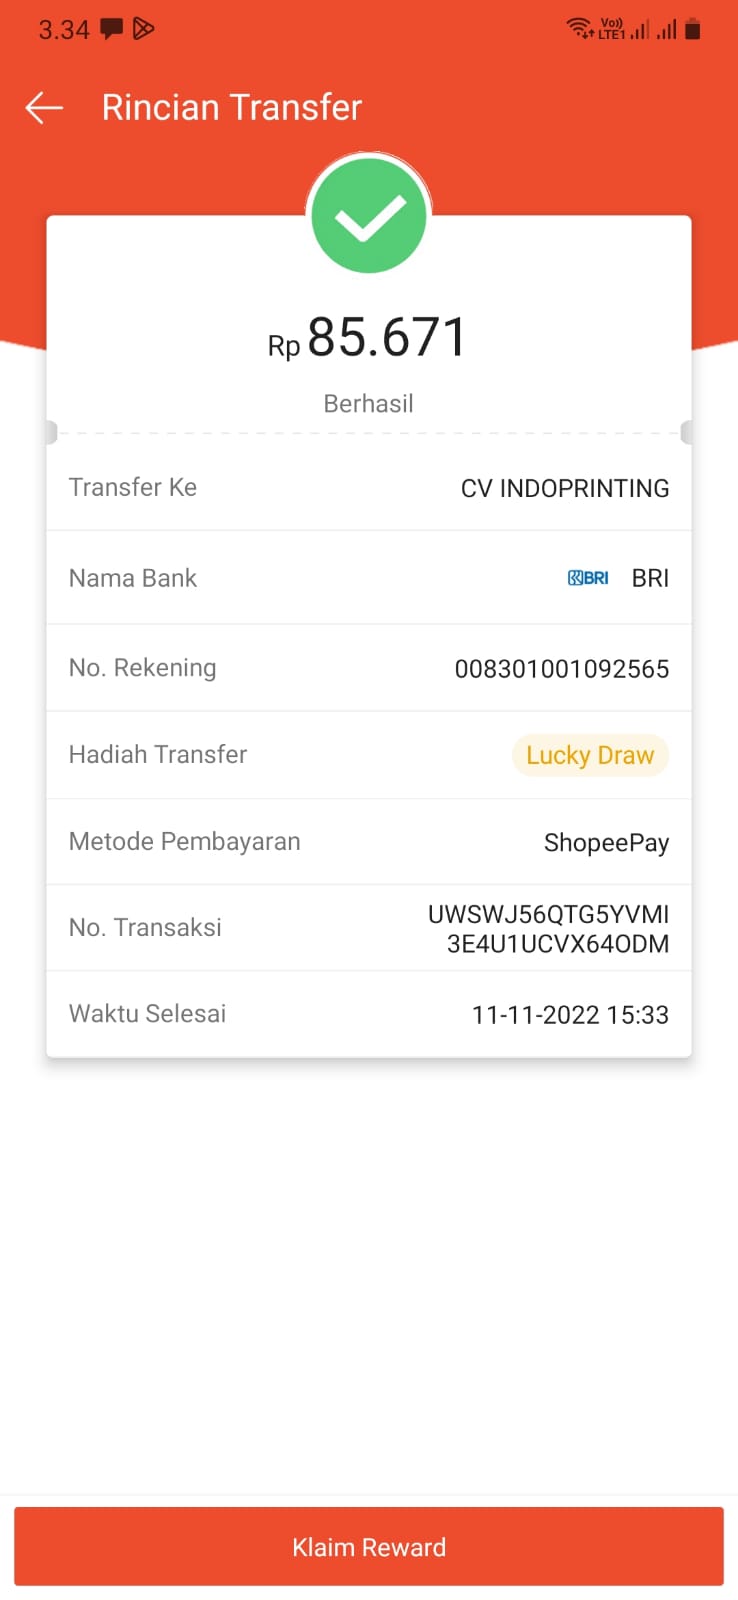 3.34 Vo)) LTE1
Rincian Transfer
Rp 85.671
Berhasil
Transfer Ke CV INDOPRINTING
Nama Bank BRI BRI
No. Rekening 008301001092565
Hadiah Transfer Lucky Draw
Metode Pembayaran ShopeePay
No. Transaksi UWSWJ56QTG5YVMI
3E4U1UCVX64ODM
Waktu Selesai 11-11-2022 15:33
Klaim Reward